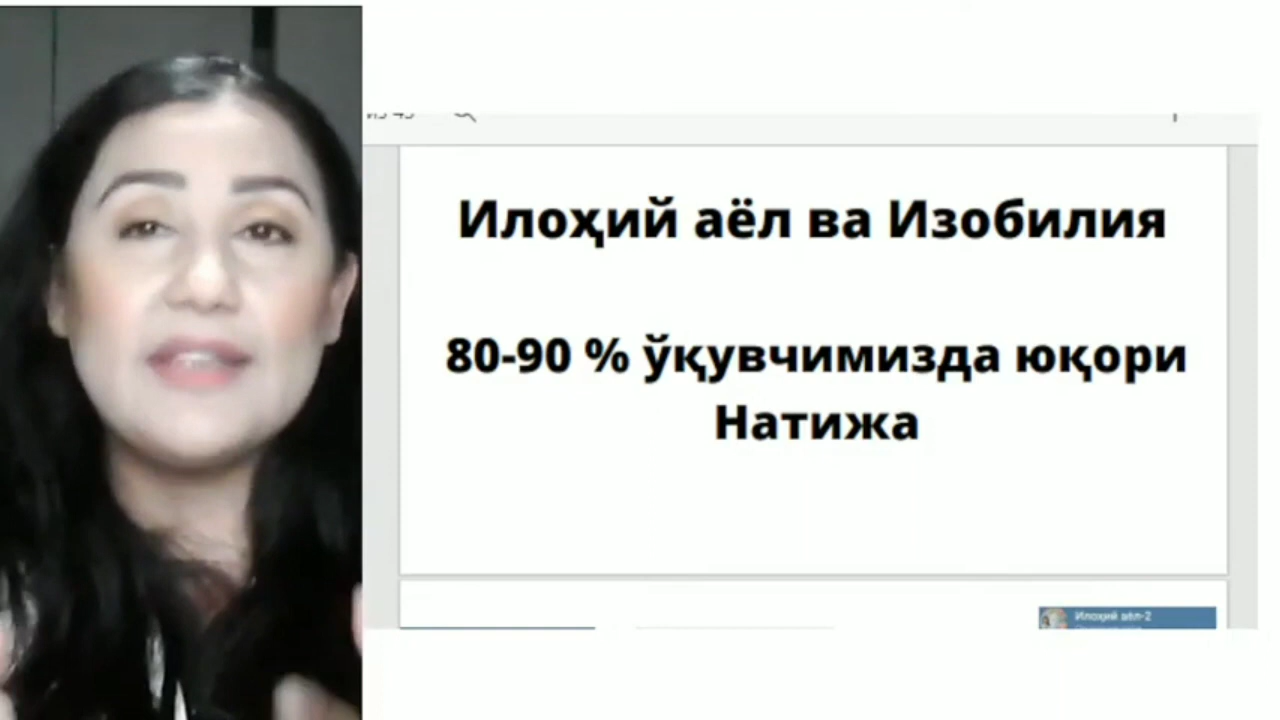 Илоҳий аёл ва Изобилия
80-90 % ўқувчимизда юқори
Натижа
Илоҳий аёл-2